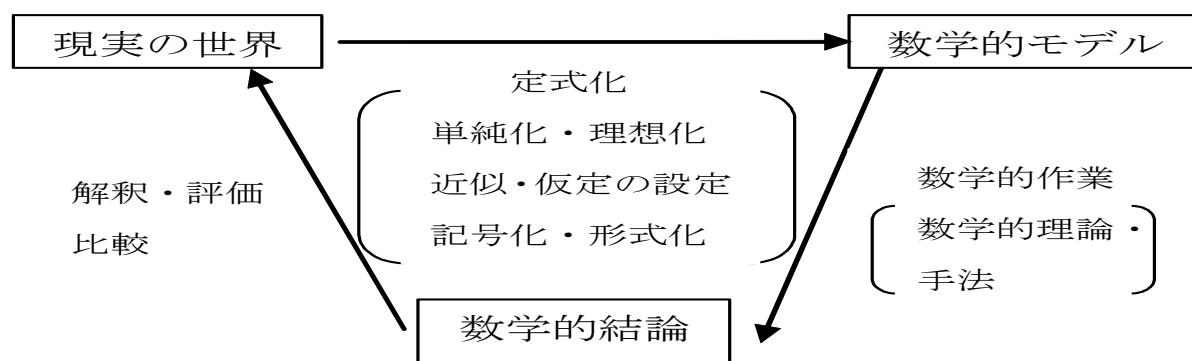 現実の世界
数学的モデル
定式化
単純化・理想化
近似・仮定の設定
記号化・形式化
解釈・評価
比較
数学的作業
数学的理論・
手法
数学的結論